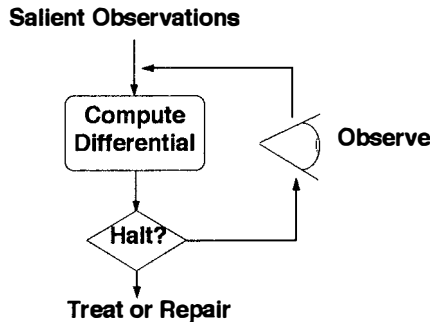 Salient Observations
Compute
Differential
Observe
Halt?
Treat or Repair